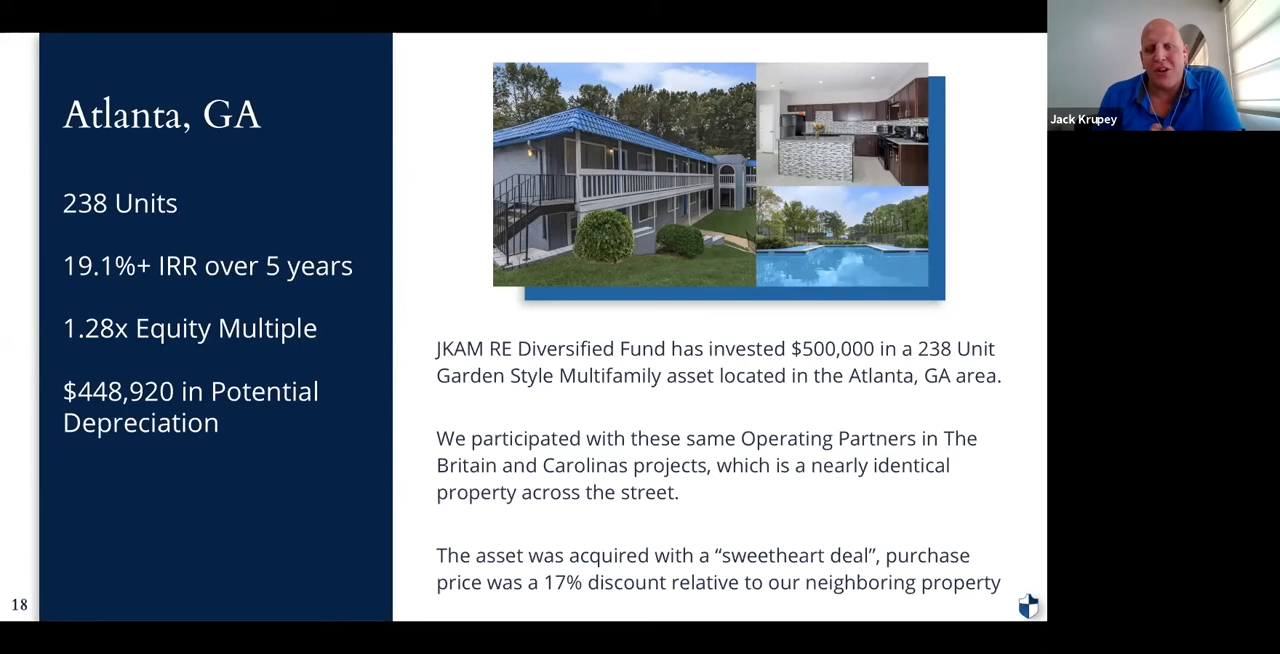 Atlanta, GA
238 Units
19.1%+ IRR over 5 years
1.28x Equity Multiple
$448,920 in Potential
Depreciation
JKAM RE Diversified Fund has invested $500,000 in a 238 Unit
Garden Style Multifamily asset located in the Atlanta, GA area.
We participated with these same Operating Partners in The
Britain and Carolinas projects, which is a nearly identical
property across the street.
The asset was acquired with a “sweetheart deal”, purchase
price was a 17% discount relative to our neighboring property
18
Jack Krupey